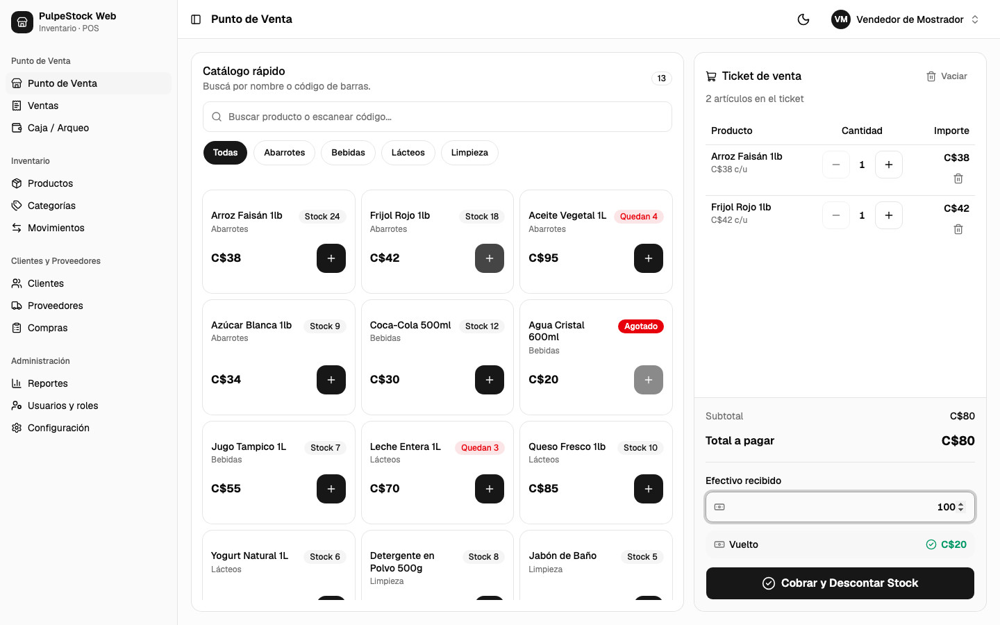 PulpeStock Web
Inventario · POS
Punto de Venta
Punto de Venta
Ventas
Caja / Arqueo
Inventario
Productos
Categorías
Movimientos
Clientes y Proveedores
Clientes
Proveedores
Compras
Administración
Reportes
Usuarios y roles
Configuración
Punto de Venta
VM Vendedor de Mostrador
Catálogo rápido
Buscá por nombre o código de barras.
13
Buscar producto o escanear código...
Todas Abarrotes Bebidas Lácteos Limpieza
Arroz Faisán 1lb Stock 24
Abarrotes
C$38
Frijol Rojo 1lb Stock 18
Abarrotes
C$42
Aceite Vegetal 1L Quedan 4
Abarrotes
C$95
Azúcar Blanca 1lb Stock 9
Abarrotes
C$34
Coca-Cola 500ml Stock 12
Bebidas
C$30
Agua Cristal Agotado
600ml
Bebidas
C$20
Jugo Tampico 1L Stock 7
Bebidas
C$55
Leche Entera 1L Quedan 3
Lácteos
C$70
Queso Fresco 1lb Stock 10
Lácteos
C$85
Yogurt Natural 1L Stock 6
Lácteos
Detergente en Stock 8
Polvo 500g
Limpieza
Jabón de Baño Stock 5
Limpieza
Ticket de venta Vaciar
2 artículos en el ticket
Producto Cantidad Importe
Arroz Faisán 1lb 1 C$38
C$38 c/u
Frijol Rojo 1lb 1 C$42
C$42 c/u
Subtotal C$80
Total a pagar C$80
Efectivo recibido
100
Vuelto C$20
Cobrar y Descontar Stock